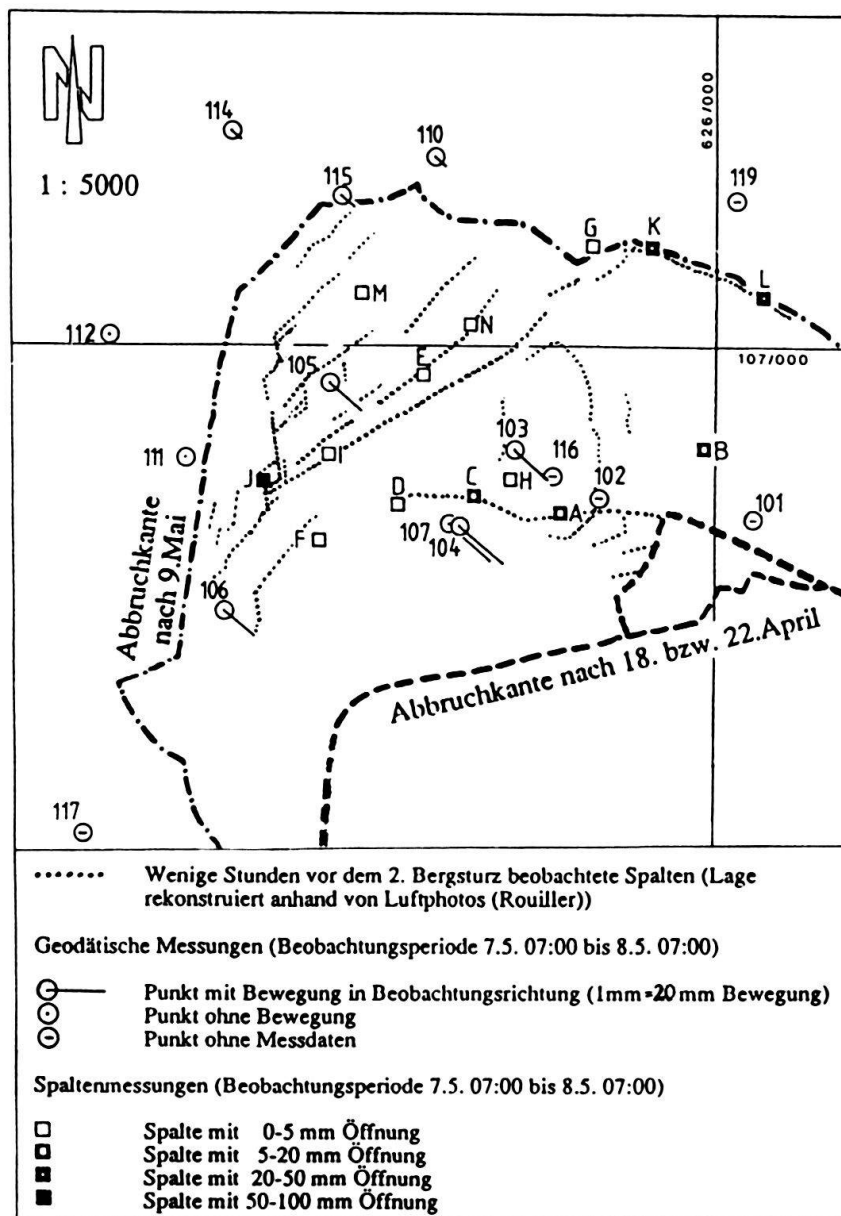 N
114
110
626/000
1 : 5000
115
119
G
K
M
L
112
N
107/000
105
E
103
116
111
I
B
J
H
102
D
C
101
A
107
F
104
Abbruchkante
nach 9.Mai
106
Abbruchkante nach 18. bzw. 22.April
117
Wenige Stunden vor dem 2. Bergsturz beobachtete Spalten (Lage
rekonstruiert anhand von Luftphotos (Rouiller))
Geodätische Messungen (Beobachtungsperiode 7.5. 07:00 bis 8.5. 07:00)
Punkt mit Bewegung in Beobachtungsrichtung (1mm=20 mm Bewegung)
Punkt ohne Bewegung
Punkt ohne Messdaten
Spaltenmessungen (Beobachtungsperiode 7.5. 07:00 bis 8.5. 07:00)
Spalte mit 0-5 mm Öffnung
Spalte mit 5-20 mm Öffnung
Spalte mit 20-50 mm Öffnung
Spalte mit 50-100 mm Öffnung